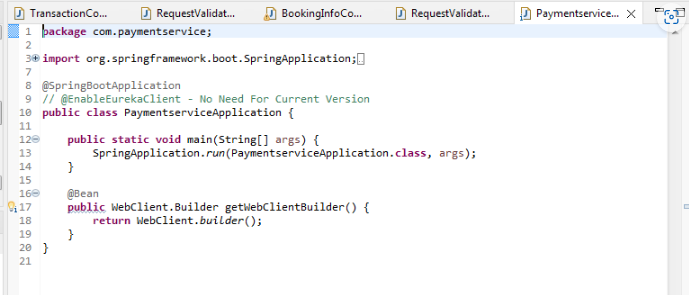 TransactionCo... RequestValidat... BookingInfoCo... RequestValidat... Paymentservice...
1 package com.paymentservice;
2
3 import org.springframework.boot.SpringApplication;
7
8 @SpringBootApplication
9 // @EnableEurekaClient - No Need For Current Version
10 public class PaymentserviceApplication {
11
12 public static void main(String[] args) {
13 SpringApplication.run(PaymentserviceApplication.class, args);
14 }
15
16 @Bean
17 public WebClient.Builder getWebClientBuilder() {
18 return WebClient.builder();
19 }
20 }
21